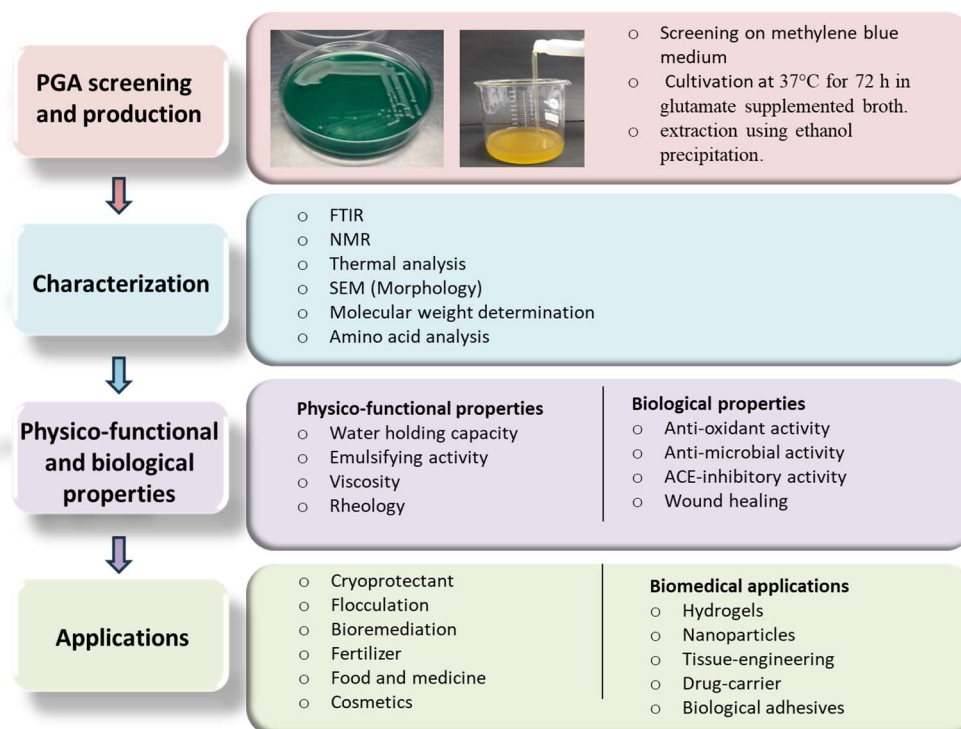 PGA screening
and production
○ Screening on methylene blue
medium
○ Cultivation at 37°C for 72 h in
glutamate supplemented broth.
○ extraction using ethanol
precipitation.
Characterization
○ FTIR
○ NMR
○ Thermal analysis
○ SEM (Morphology)
○ Molecular weight determination
○ Amino acid analysis
Physico-functional
and biological
properties
Physico-functional properties
○ Water holding capacity
○ Emulsifying activity
○ Viscosity
○ Rheology
Biological properties
○ Anti-oxidant activity
○ Anti-microbial activity
○ ACE-inhibitory activity
○ Wound healing
Applications
○ Cryoprotectant
○ Flocculation
○ Bioremediation
○ Fertilizer
○ Food and medicine
○ Cosmetics
Biomedical applications
○ Hydrogels
○ Nanoparticles
○ Tissue-engineering
○ Drug-carrier
○ Biological adhesives